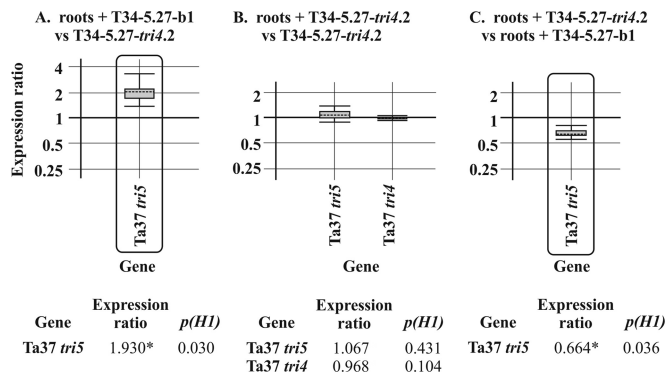 A. roots + T34-5.27-b1
vs T34-5.27-tri4.2
B. roots + T34-5.27-tri4.2
vs T34-5.27-tri4.2
C. roots + T34-5.27-tri4.2
vs roots + T34-5.27-b1
Expression ratio
4
2
1
0.5
0.25
Ta37 tri5
Gene
2
1
0.5
0.25
Ta37 tri5
Ta37 tri4
Gene
2
1
0.5
0.25
Ta37 tri5
Gene
Gene Expression ratio p(H1)
Ta37 tri5 1.930* 0.030
Gene Expression ratio p(H1)
Ta37 tri5 1.067 0.431
Ta37 tri4 0.968 0.104
Gene Expression ratio p(H1)
Ta37 tri5 0.664* 0.036